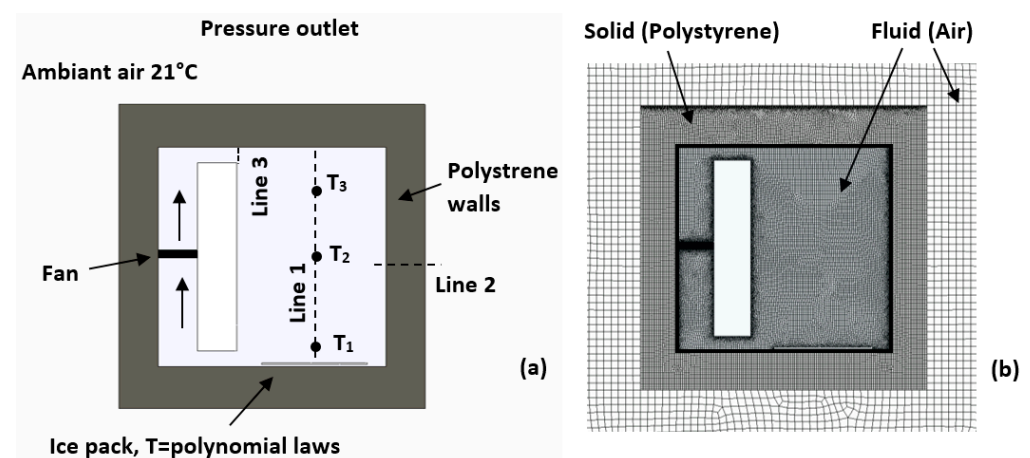 Pressure outlet
Ambiant air 21°C
Line 3
T3
Polystrene
walls
T2
Fan
Line 1
Line 2
T1
(a)
Ice pack, T=polynomial laws
Solid (Polystyrene)
Fluid (Air)
(b)